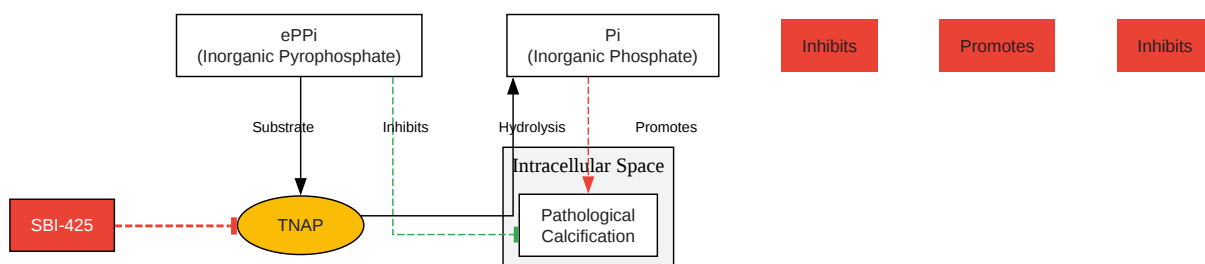 ePPi
(Inorganic Pyrophosphate)
Pi
(Inorganic Phosphate)
Inhibits
Promotes
Inhibits
Substrate
Inhibits
Hydrolysis
Promotes
Intracellular Space
SBI-425
TNAP
Pathological
Calcification